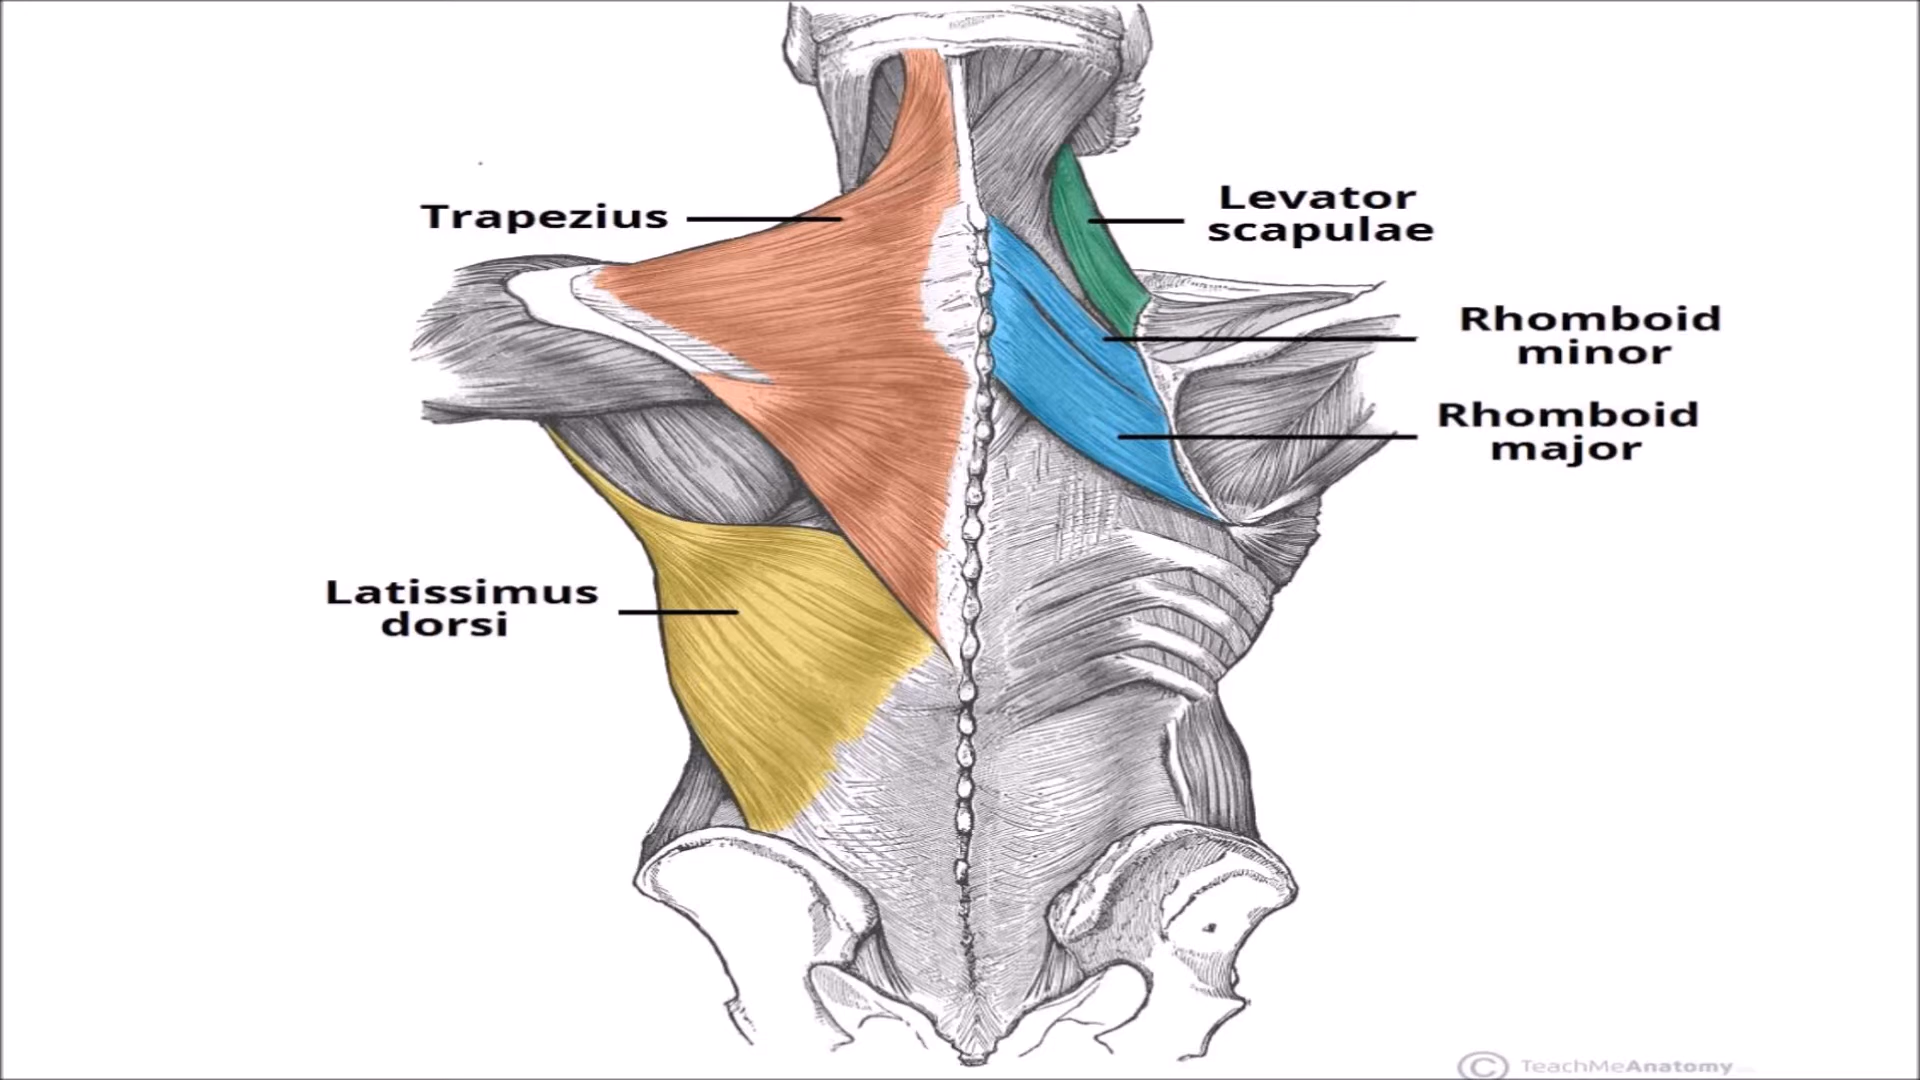 Trapezius
Levator
scapulae
Rhomboid
minor
Rhomboid
major
Latissimus
dorsi
© TeachMeAnatomy